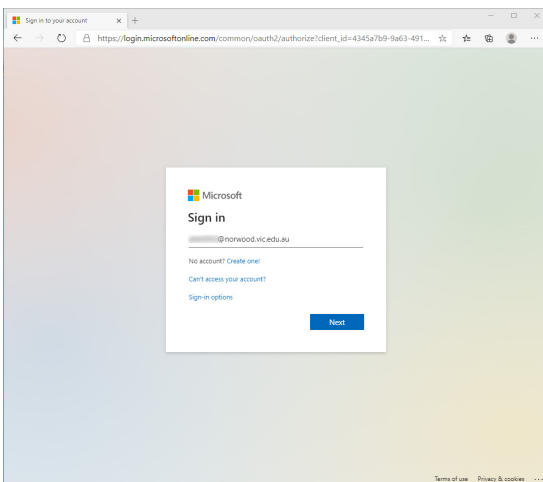 Sign in to your account
https://login.microsoftonline.com/common/oauth2/authorize?client_id=4345a7b9-9a63-491...
Microsoft
Sign in
@norwood.vic.edu.au
No account? Create one!
Can't access your account?
Sign-in options
Next
Terms of use Privacy & cookies ...